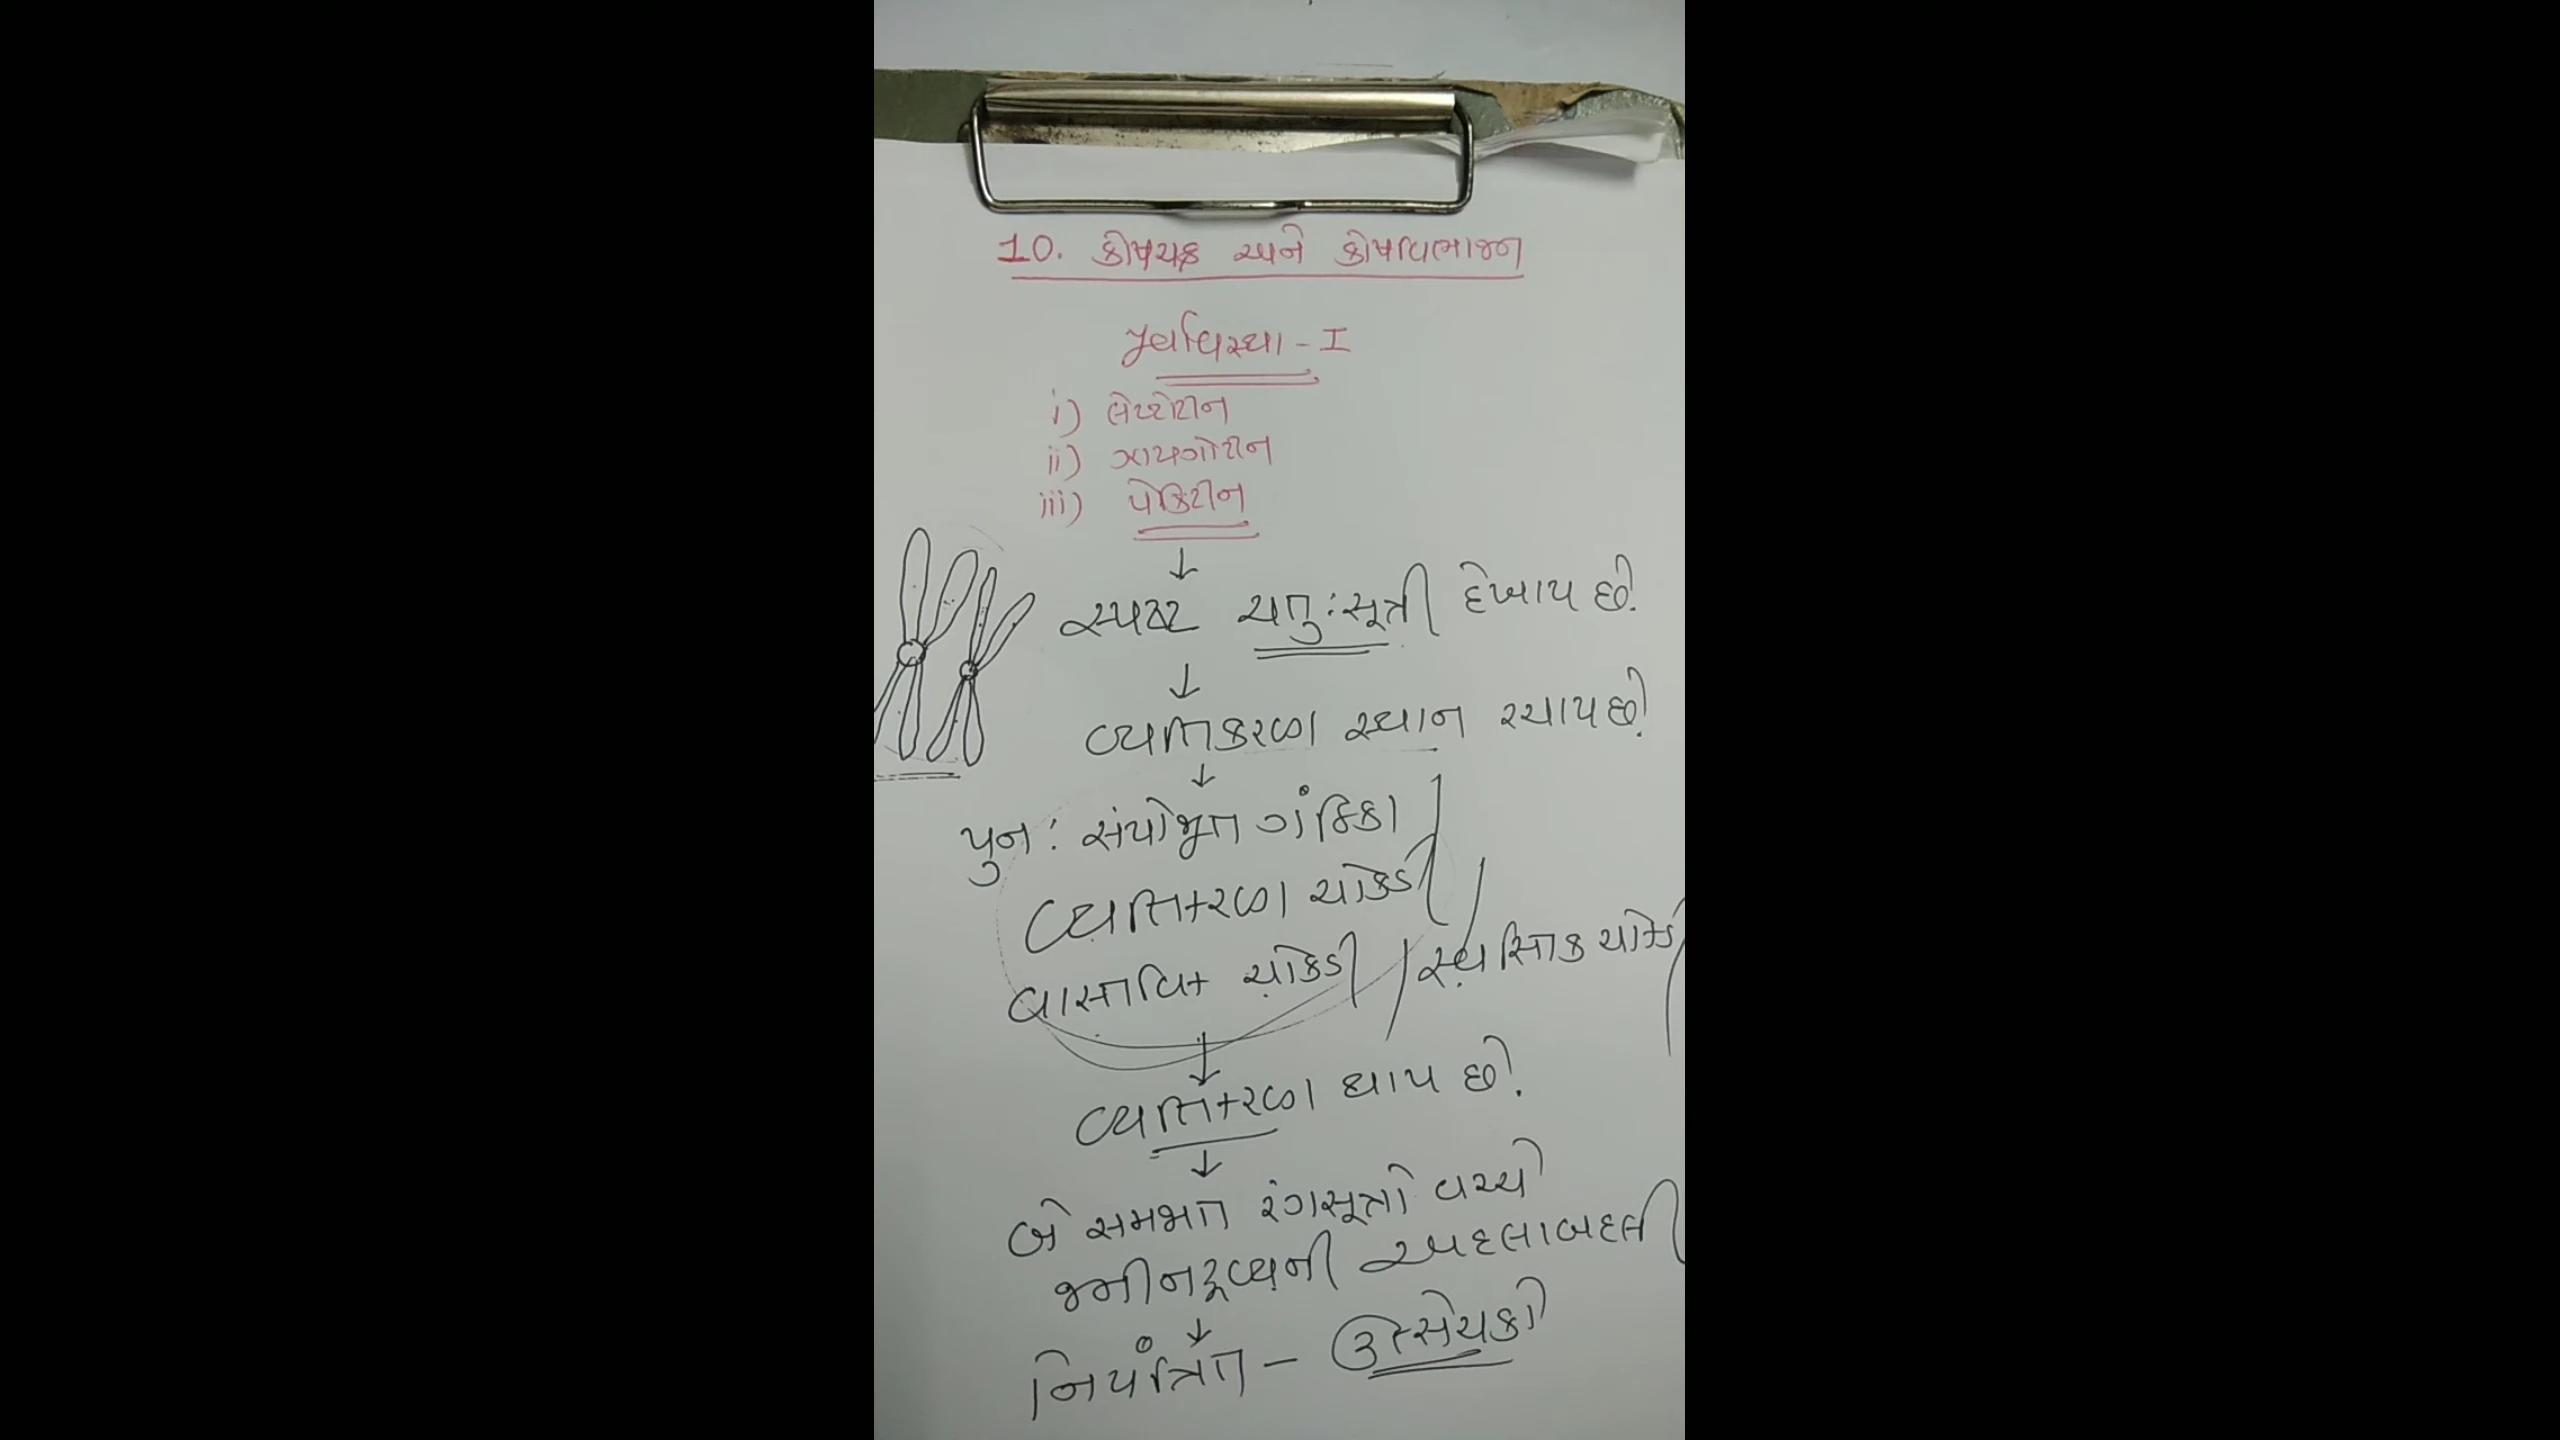 10. કોષચક્ર અને કોષવિભાજન
પૂર્વાવસ્થા - I
i) લેપ્ટોટીન
ii) ઝાયગોટીન
iii) પેકિટીન
↓
સ્પષ્ટ ચતુઃસૂત્રી દેખાય છે.
↓
વ્યતિકરણ સ્થાન રચાય છે.
↓
પુનઃ સંયોજીત ગંઠિકા
વ્યતિકરણ ચોકડી
વાસ્તવિક ચોકડી / સ્વસ્તિક ચોકડી
↓
વ્યતિકરણ થાય છે.
↓
બે સમજાત રંગસૂત્રો વચ્ચે
જનીનદ્રવ્યની અદલાબદલી
↓
નિયંત્રિત - ઉત્સેચકો